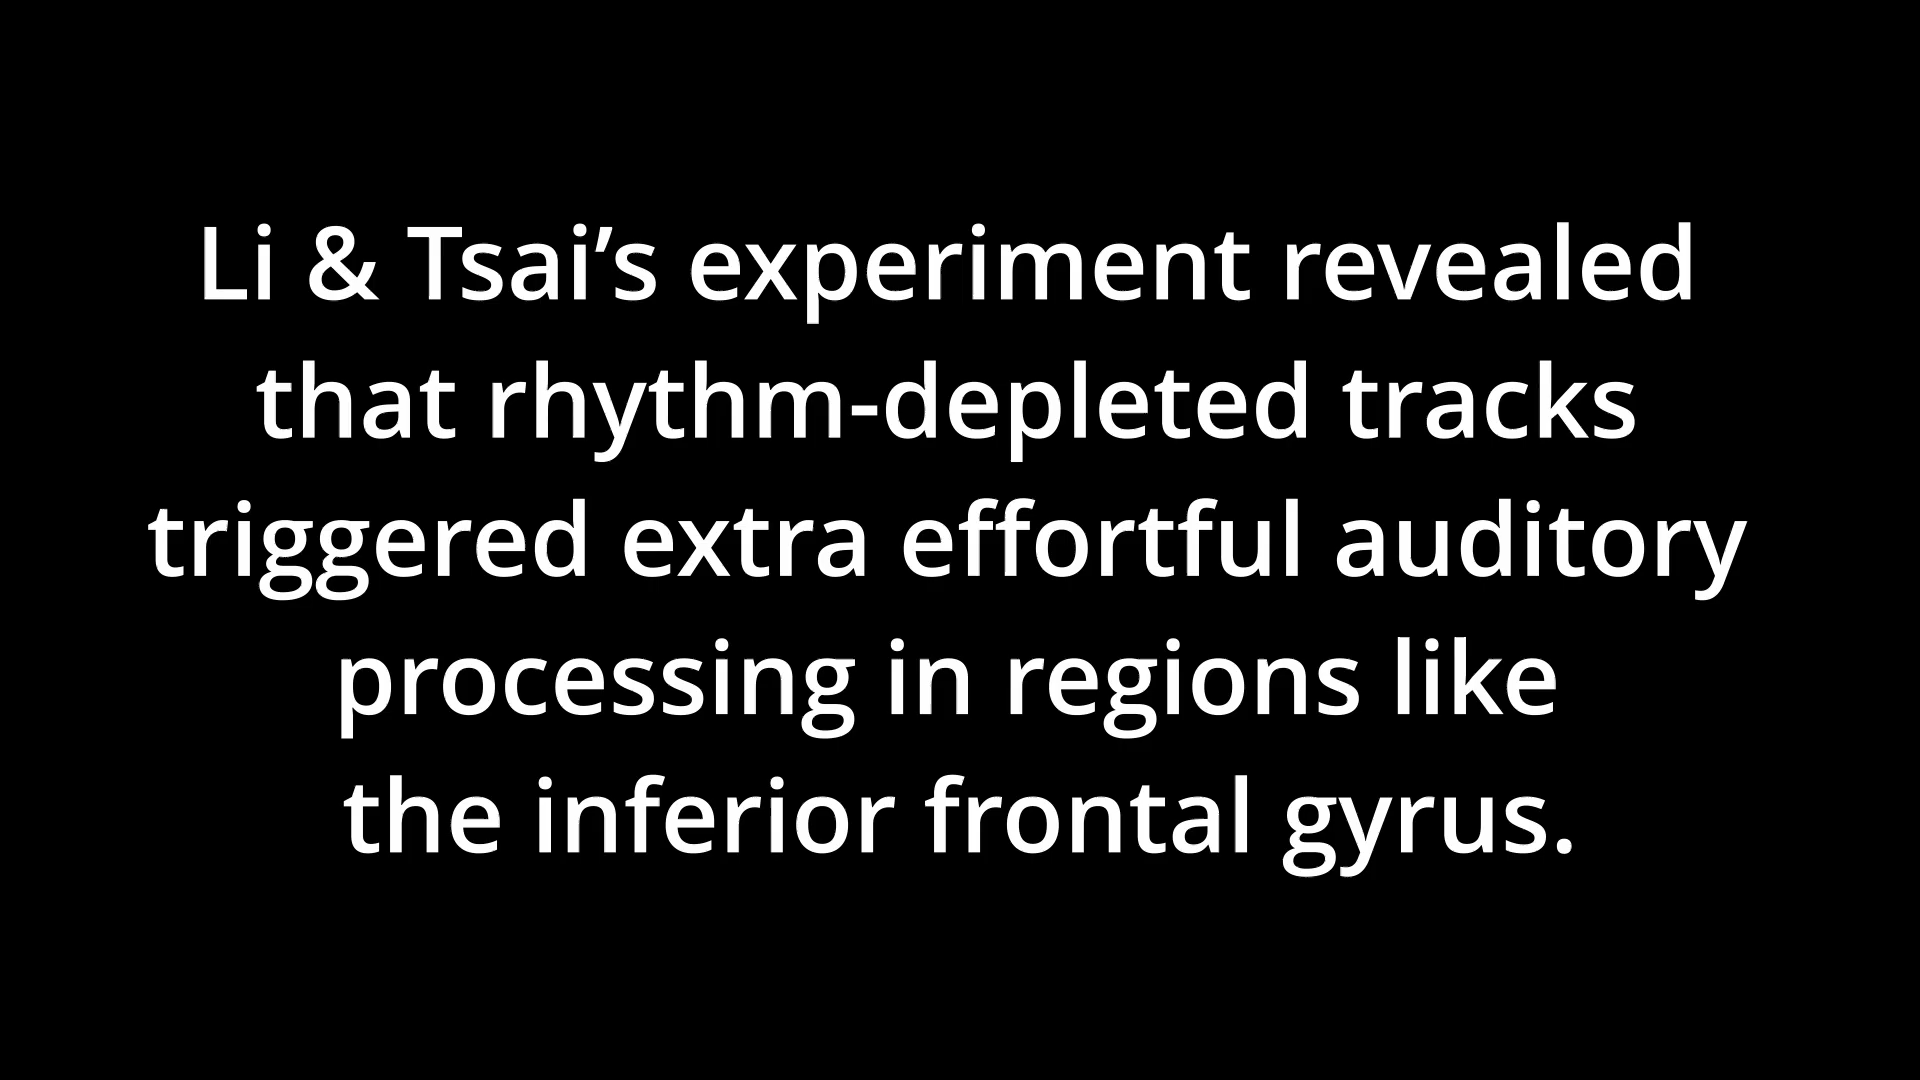 Li & Tsai’s experiment revealed
that rhythm-depleted tracks
triggered extra effortful auditory
processing in regions like
the inferior frontal gyrus.